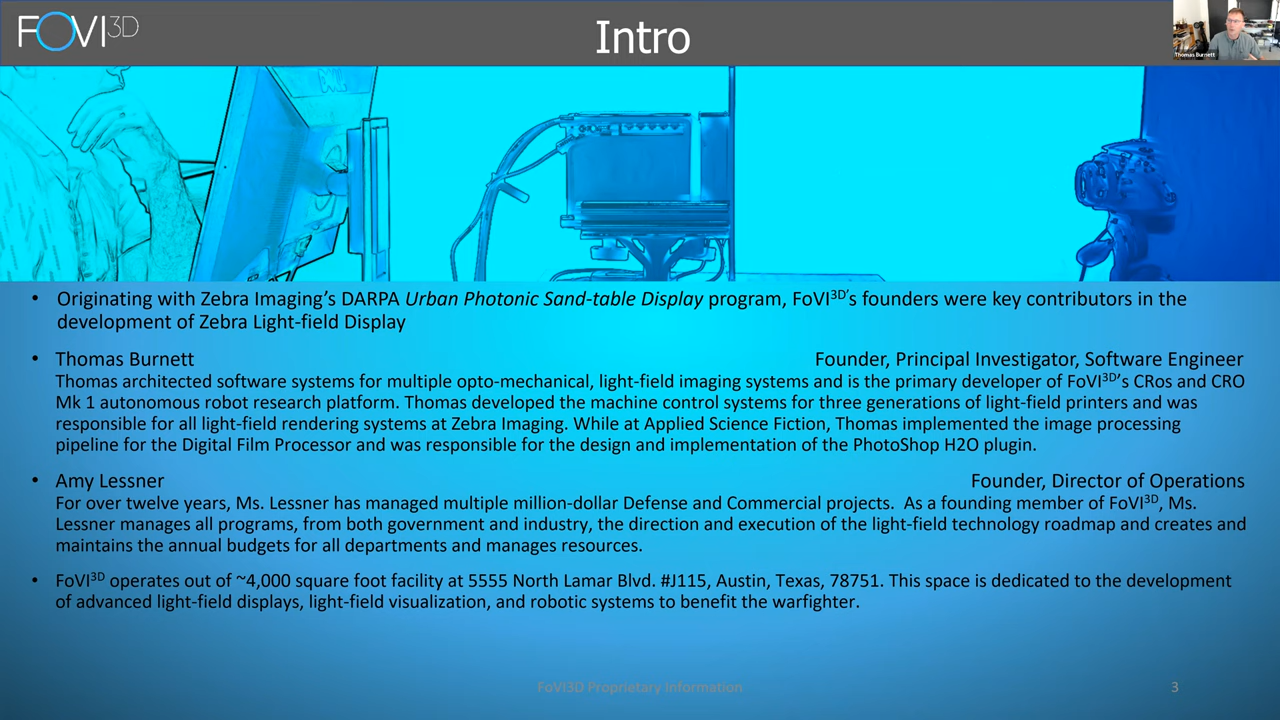 FOVI3D
Intro
Thomas Burnett
• Originating with Zebra Imaging's DARPA Urban Photonic Sand-table Display program, FoVI3D's founders were key contributors in the
development of Zebra Light-field Display
• Thomas Burnett Founder, Principal Investigator, Software Engineer
Thomas architected software systems for multiple opto-mechanical, light-field imaging systems and is the primary developer of FoVI3D's CRos and CRO
Mk 1 autonomous robot research platform. Thomas developed the machine control systems for three generations of light-field printers and was
responsible for all light-field rendering systems at Zebra Imaging. While at Applied Science Fiction, Thomas implemented the image processing
pipeline for the Digital Film Processor and was responsible for the design and implementation of the PhotoShop H2O plugin.
• Amy Lessner Founder, Director of Operations
For over twelve years, Ms. Lessner has managed multiple million-dollar Defense and Commercial projects. As a founding member of FoVI3D, Ms.
Lessner manages all programs, from both government and industry, the direction and execution of the light-field technology roadmap and creates and
maintains the annual budgets for all departments and manages resources.
• FoVI3D operates out of ~4,000 square foot facility at 5555 North Lamar Blvd. #J115, Austin, Texas, 78751. This space is dedicated to the development
of advanced light-field displays, light-field visualization, and robotic systems to benefit the warfighter.
FoVI3D Proprietary Information
3